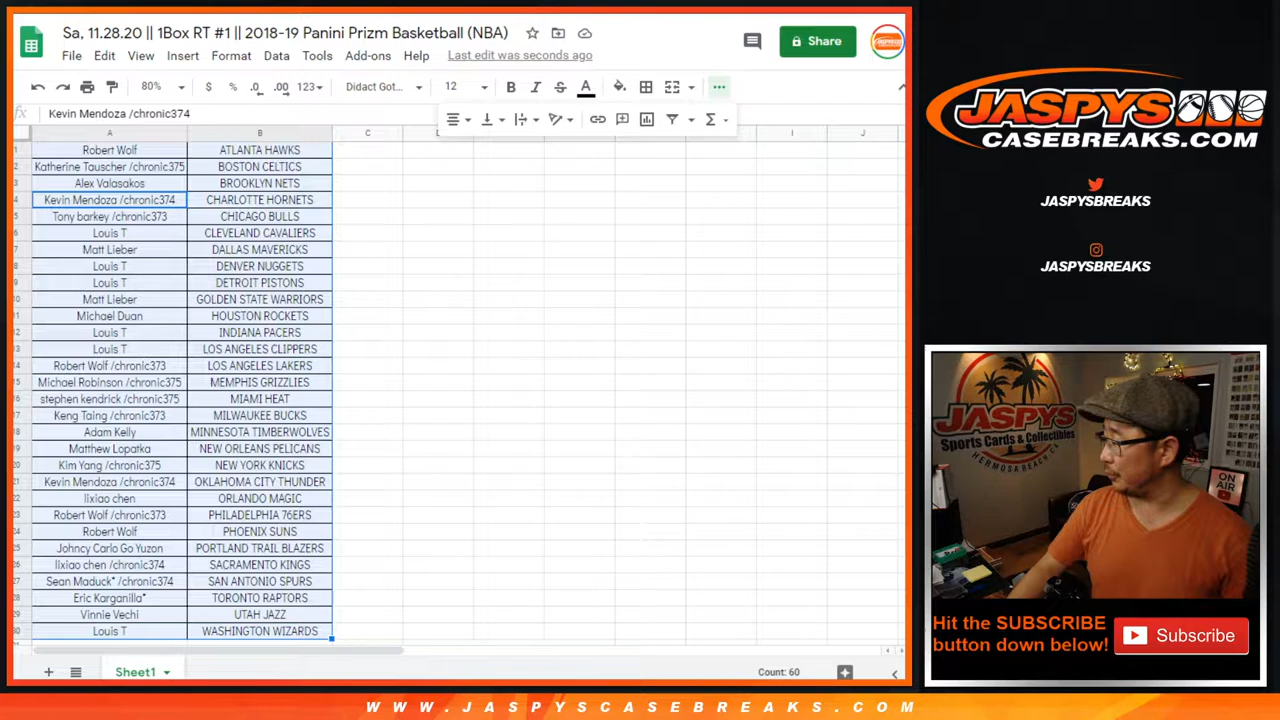 Sa, 11.28.20 || 1Box RT #1 || 2018-19 Panini Prizm Basketball (NBA)
File Edit View Insert Format Data Tools Add-ons Help Last edit was seconds ago
Share
80% $ % .0 .00 123 Didact Got... 12 B I S A
fx Kevin Mendoza /chronic374
A B C I J
1 Robert Wolf ATLANTA HAWKS
2 Katherine Tauscher /chronic375 BOSTON CELTICS
3 Alex Valasakos BROOKLYN NETS
4 Kevin Mendoza /chronic374 CHARLOTTE HORNETS
5 Tony barkey /chronic373 CHICAGO BULLS
6 Louis T CLEVELAND CAVALIERS
7 Matt Lieber DALLAS MAVERICKS
8 Louis T DENVER NUGGETS
9 Louis T DETROIT PISTONS
10 Matt Lieber GOLDEN STATE WARRIORS
11 Michael Duan HOUSTON ROCKETS
12 Louis T INDIANA PACERS
13 Louis T LOS ANGELES CLIPPERS
14 Robert Wolf /chronic373 LOS ANGELES LAKERS
15 Michael Robinson /chronic375 MEMPHIS GRIZZLIES
16 stephen kendrick /chronic375 MIAMI HEAT
17 Keng Taing /chronic373 MILWAUKEE BUCKS
18 Adam Kelly MINNESOTA TIMBERWOLVES
19 Matthew Lopatka NEW ORLEANS PELICANS
20 Kim Yang /chronic375 NEW YORK KNICKS
21 Kevin Mendoza /chronic374 OKLAHOMA CITY THUNDER
22 lixiao chen ORLANDO MAGIC
23 Robert Wolf /chronic373 PHILADELPHIA 76ERS
24 Robert Wolf PHOENIX SUNS
25 Johncy Carlo Go Yuzon PORTLAND TRAIL BLAZERS
26 lixiao chen /chronic374 SACRAMENTO KINGS
27 Sean Maduck* /chronic374 SAN ANTONIO SPURS
28 Eric Karganilla* TORONTO RAPTORS
29 Vinnie Vechi UTAH JAZZ
30 Louis T WASHINGTON WIZARDS
Sheet1
Count: 60
JASPYS
CASEBREAKS.COM
JASPYSBREAKS
JASPYSBREAKS
JASPYS
Sports Cards & Collectibles
HERMOSA BEACH, CA
ON AIR
Hit the SUBSCRIBE
button down below!
Subscribe
WWW.JASPYSCASEBREAKS.COM